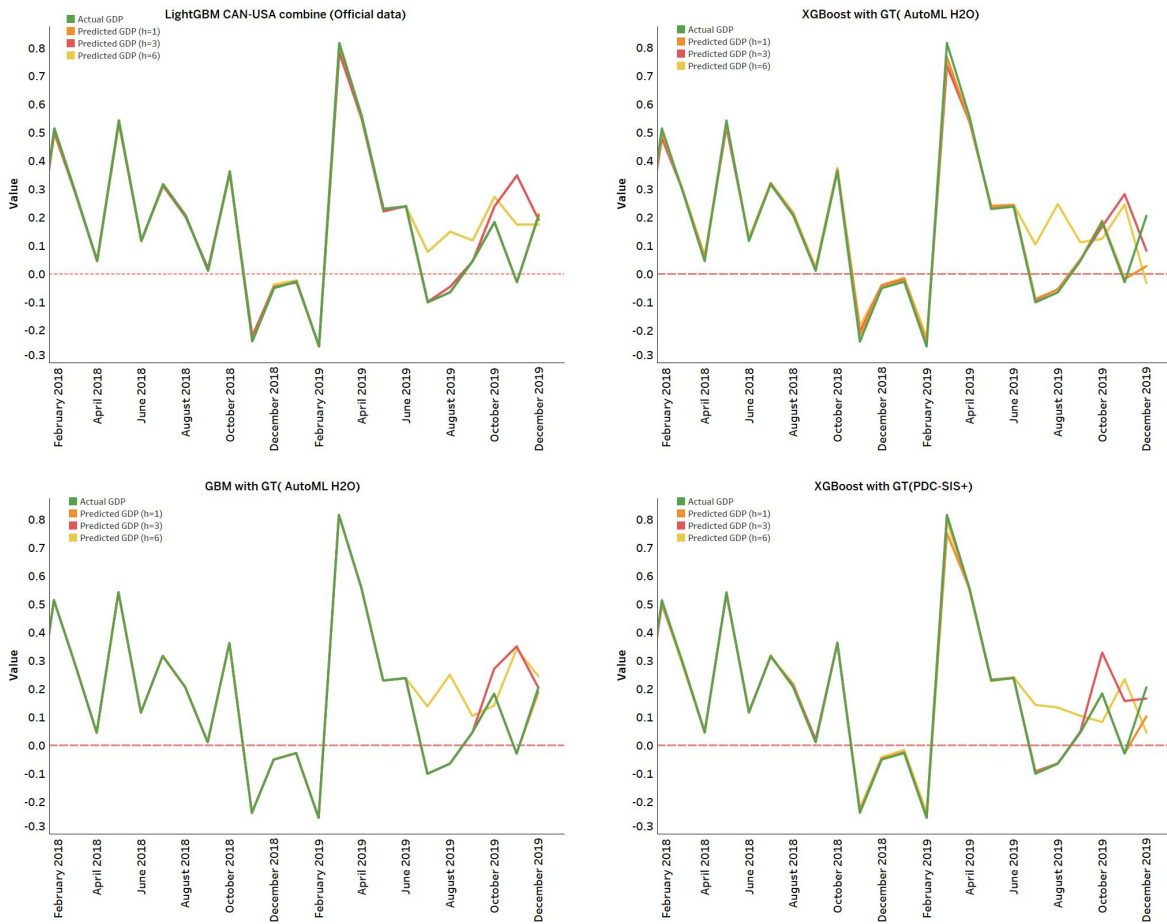 LightGBM CAN-USA combine (Official data)
Actual GDP
Predicted GDP (h=1)
Predicted GDP (h=3)
Predicted GDP (h=6)
Value
0.8
0.7
0.6
0.5
0.4
0.3
0.2
0.1
0.0
-0.1
-0.2
-0.3
February 2018
April 2018
June 2018
August 2018
October 2018
December 2018
February 2019
April 2019
June 2019
August 2019
October 2019
December 2019
XGBoost with GT( AutoML H2O)
Actual GDP
Predicted GDP (h=1)
Predicted GDP (h=3)
Predicted GDP (h=6)
Value
0.8
0.7
0.6
0.5
0.4
0.3
0.2
0.1
0.0
-0.1
-0.2
-0.3
February 2018
April 2018
June 2018
August 2018
October 2018
December 2018
February 2019
April 2019
June 2019
August 2019
October 2019
December 2019
GBM with GT( AutoML H2O)
Actual GDP
Predicted GDP (h=1)
Predicted GDP (h=3)
Predicted GDP (h=6)
Value
0.8
0.7
0.6
0.5
0.4
0.3
0.2
0.1
0.0
-0.1
-0.2
-0.3
February 2018
April 2018
June 2018
August 2018
October 2018
December 2018
February 2019
April 2019
June 2019
August 2019
October 2019
December 2019
XGBoost with GT(PDC-SIS+)
Actual GDP
Predicted GDP (h=1)
Predicted GDP (h=3)
Predicted GDP (h=6)
Value
0.8
0.7
0.6
0.5
0.4
0.3
0.2
0.1
0.0
-0.1
-0.2
-0.3
February 2018
April 2018
June 2018
August 2018
October 2018
December 2018
February 2019
April 2019
June 2019
August 2019
October 2019
December 2019